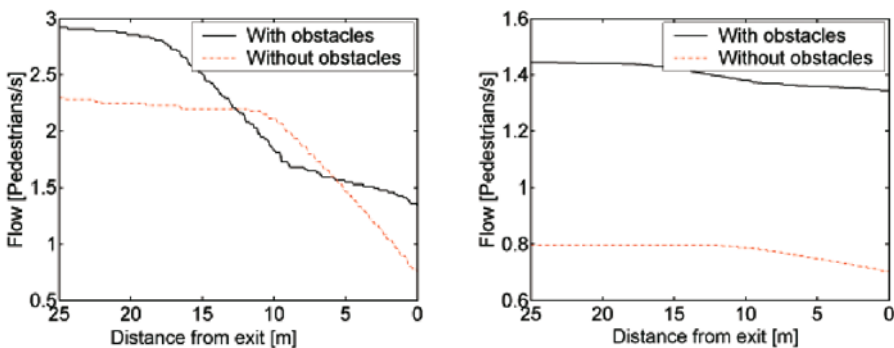 3
2.5
2
1.5
1
0.5
Flow [Pedestrians/s]
With obstacles
Without obstacles
25 20 15 10 5 0
Distance from exit [m]
1.6
1.4
1.2
1
0.8
0.6
Flow [Pedestrians/s]
With obstacles
Without obstacles
25 20 15 10 5 0
Distance from exit [m]